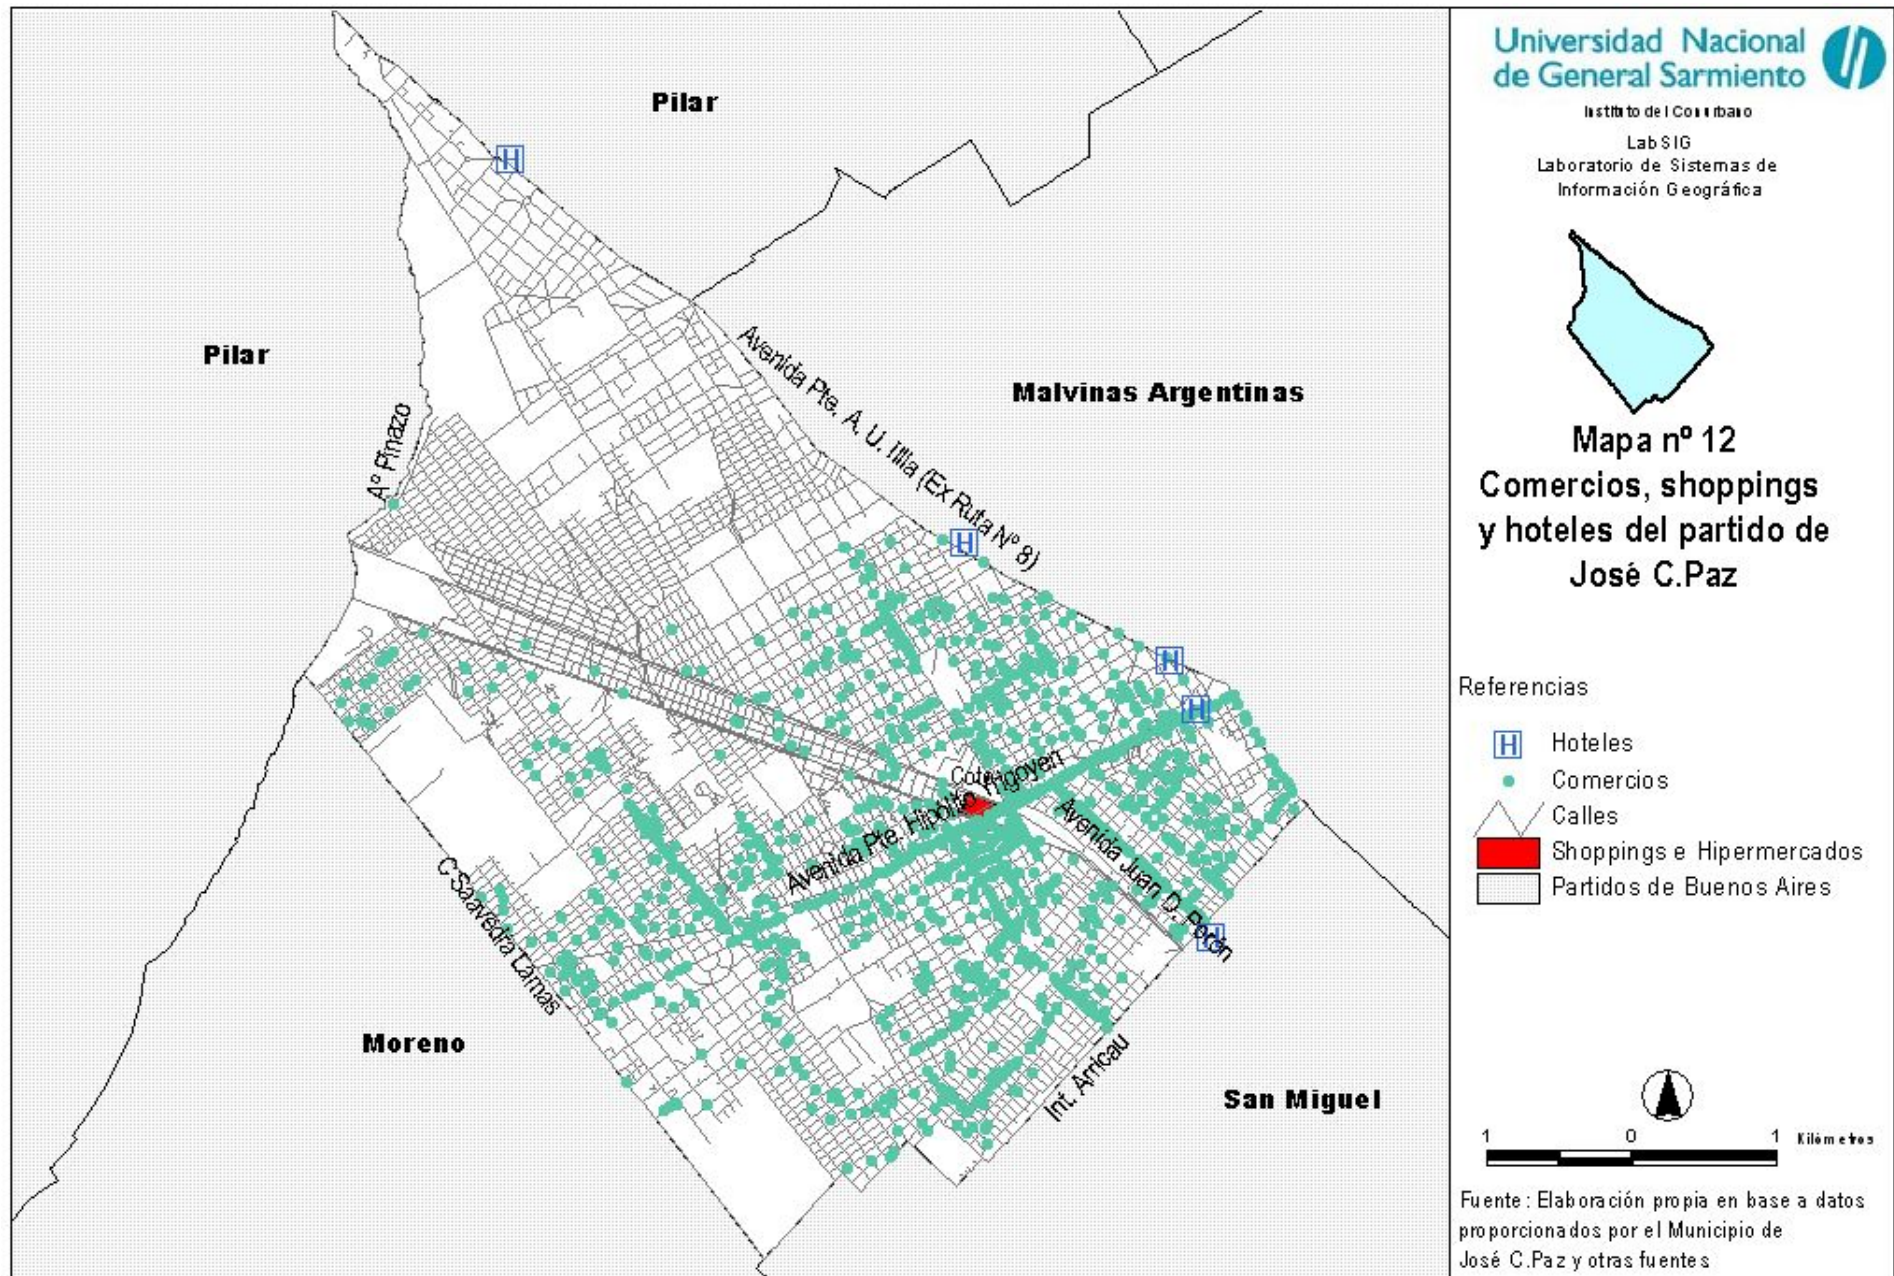 Pilar
Pilar
Malvinas Argentinas
Avenida Pte. A. U. Illia (Ex Ruta Nº 8)
Aº Pinazo
Avenida Pte. Hipólito Yrigoyen
Avenida Juan D. Perón
C Saavedra Lamas
Int. Arricau
Moreno
San Miguel
H
H
H
H
H
Universidad Nacional
de General Sarmiento
Instituto del Conurbano
LabSIG
Laboratorio de Sistemas de
Información Geográfica
Mapa nº 12
Comercios, shoppings
y hoteles del partido de
José C.Paz
Referencias
H Hoteles
Comercios
Calles
Shoppings e Hipermercados
Partidos de Buenos Aires
1 0 1 Kilómetros
Fuente: Elaboración propia en base a datos
proporcionados por el Municipio de
José C.Paz y otras fuentes